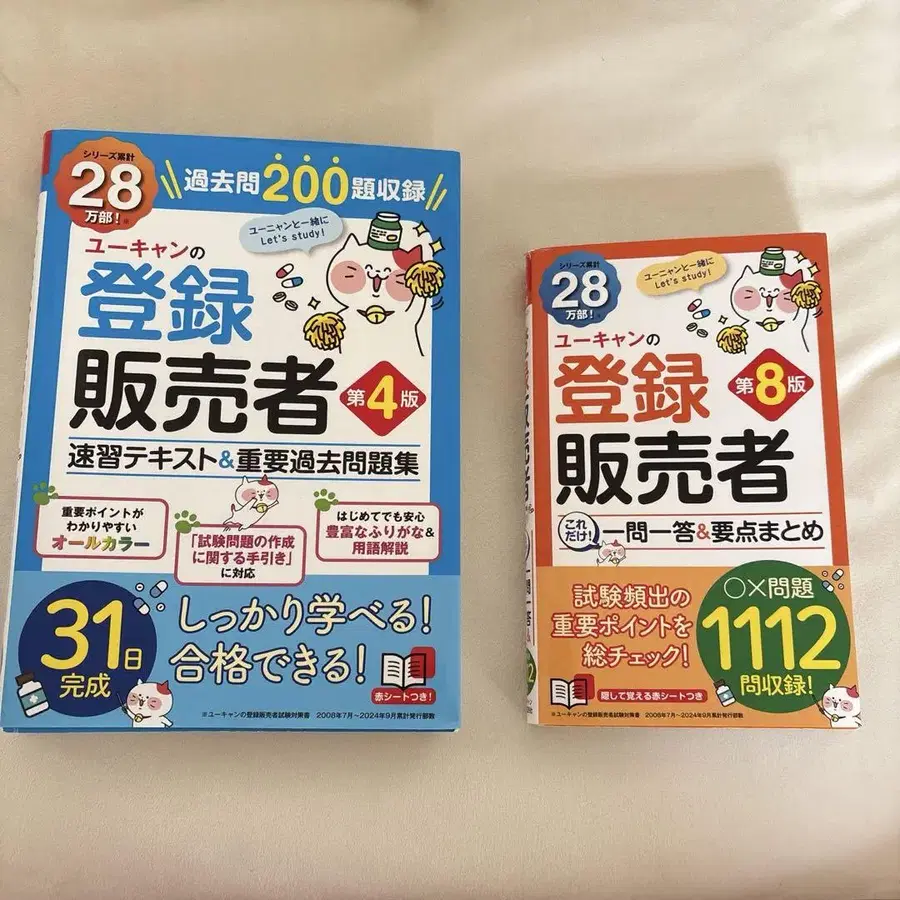 シリーズ累計
28
万部!※
過去問200題収録
ユーニャンと一緒に
Let's study!
ユーキャンの
登録
販売者
第4版
速習テキスト&重要過去問題集
重要ポイントが
わかりやすい
オールカラー
「試験問題の作成
に関する手引き」
に対応
はじめてでも安心
豊富なふりがな&
用語解説
31日
完成
しっかり学べる!
合格できる!
赤シートつき!
※ユーキャンの登録販売者試験対策書 2008年7月~2024年9月累計発行部数
シリーズ累計
28
万部!※
ユーニャンと一緒に
Let's study!
ユーキャンの
登録
販売者
第8版
これ
だけ!
一問一答&要点まとめ
試験頻出の
重要ポイントを
総チェック!
○×問題
1112
問収録!
隠して覚える赤シートつき
※ユーキャンの登録販売者試験対策書 2008年7月~2024年9月累計発行部数